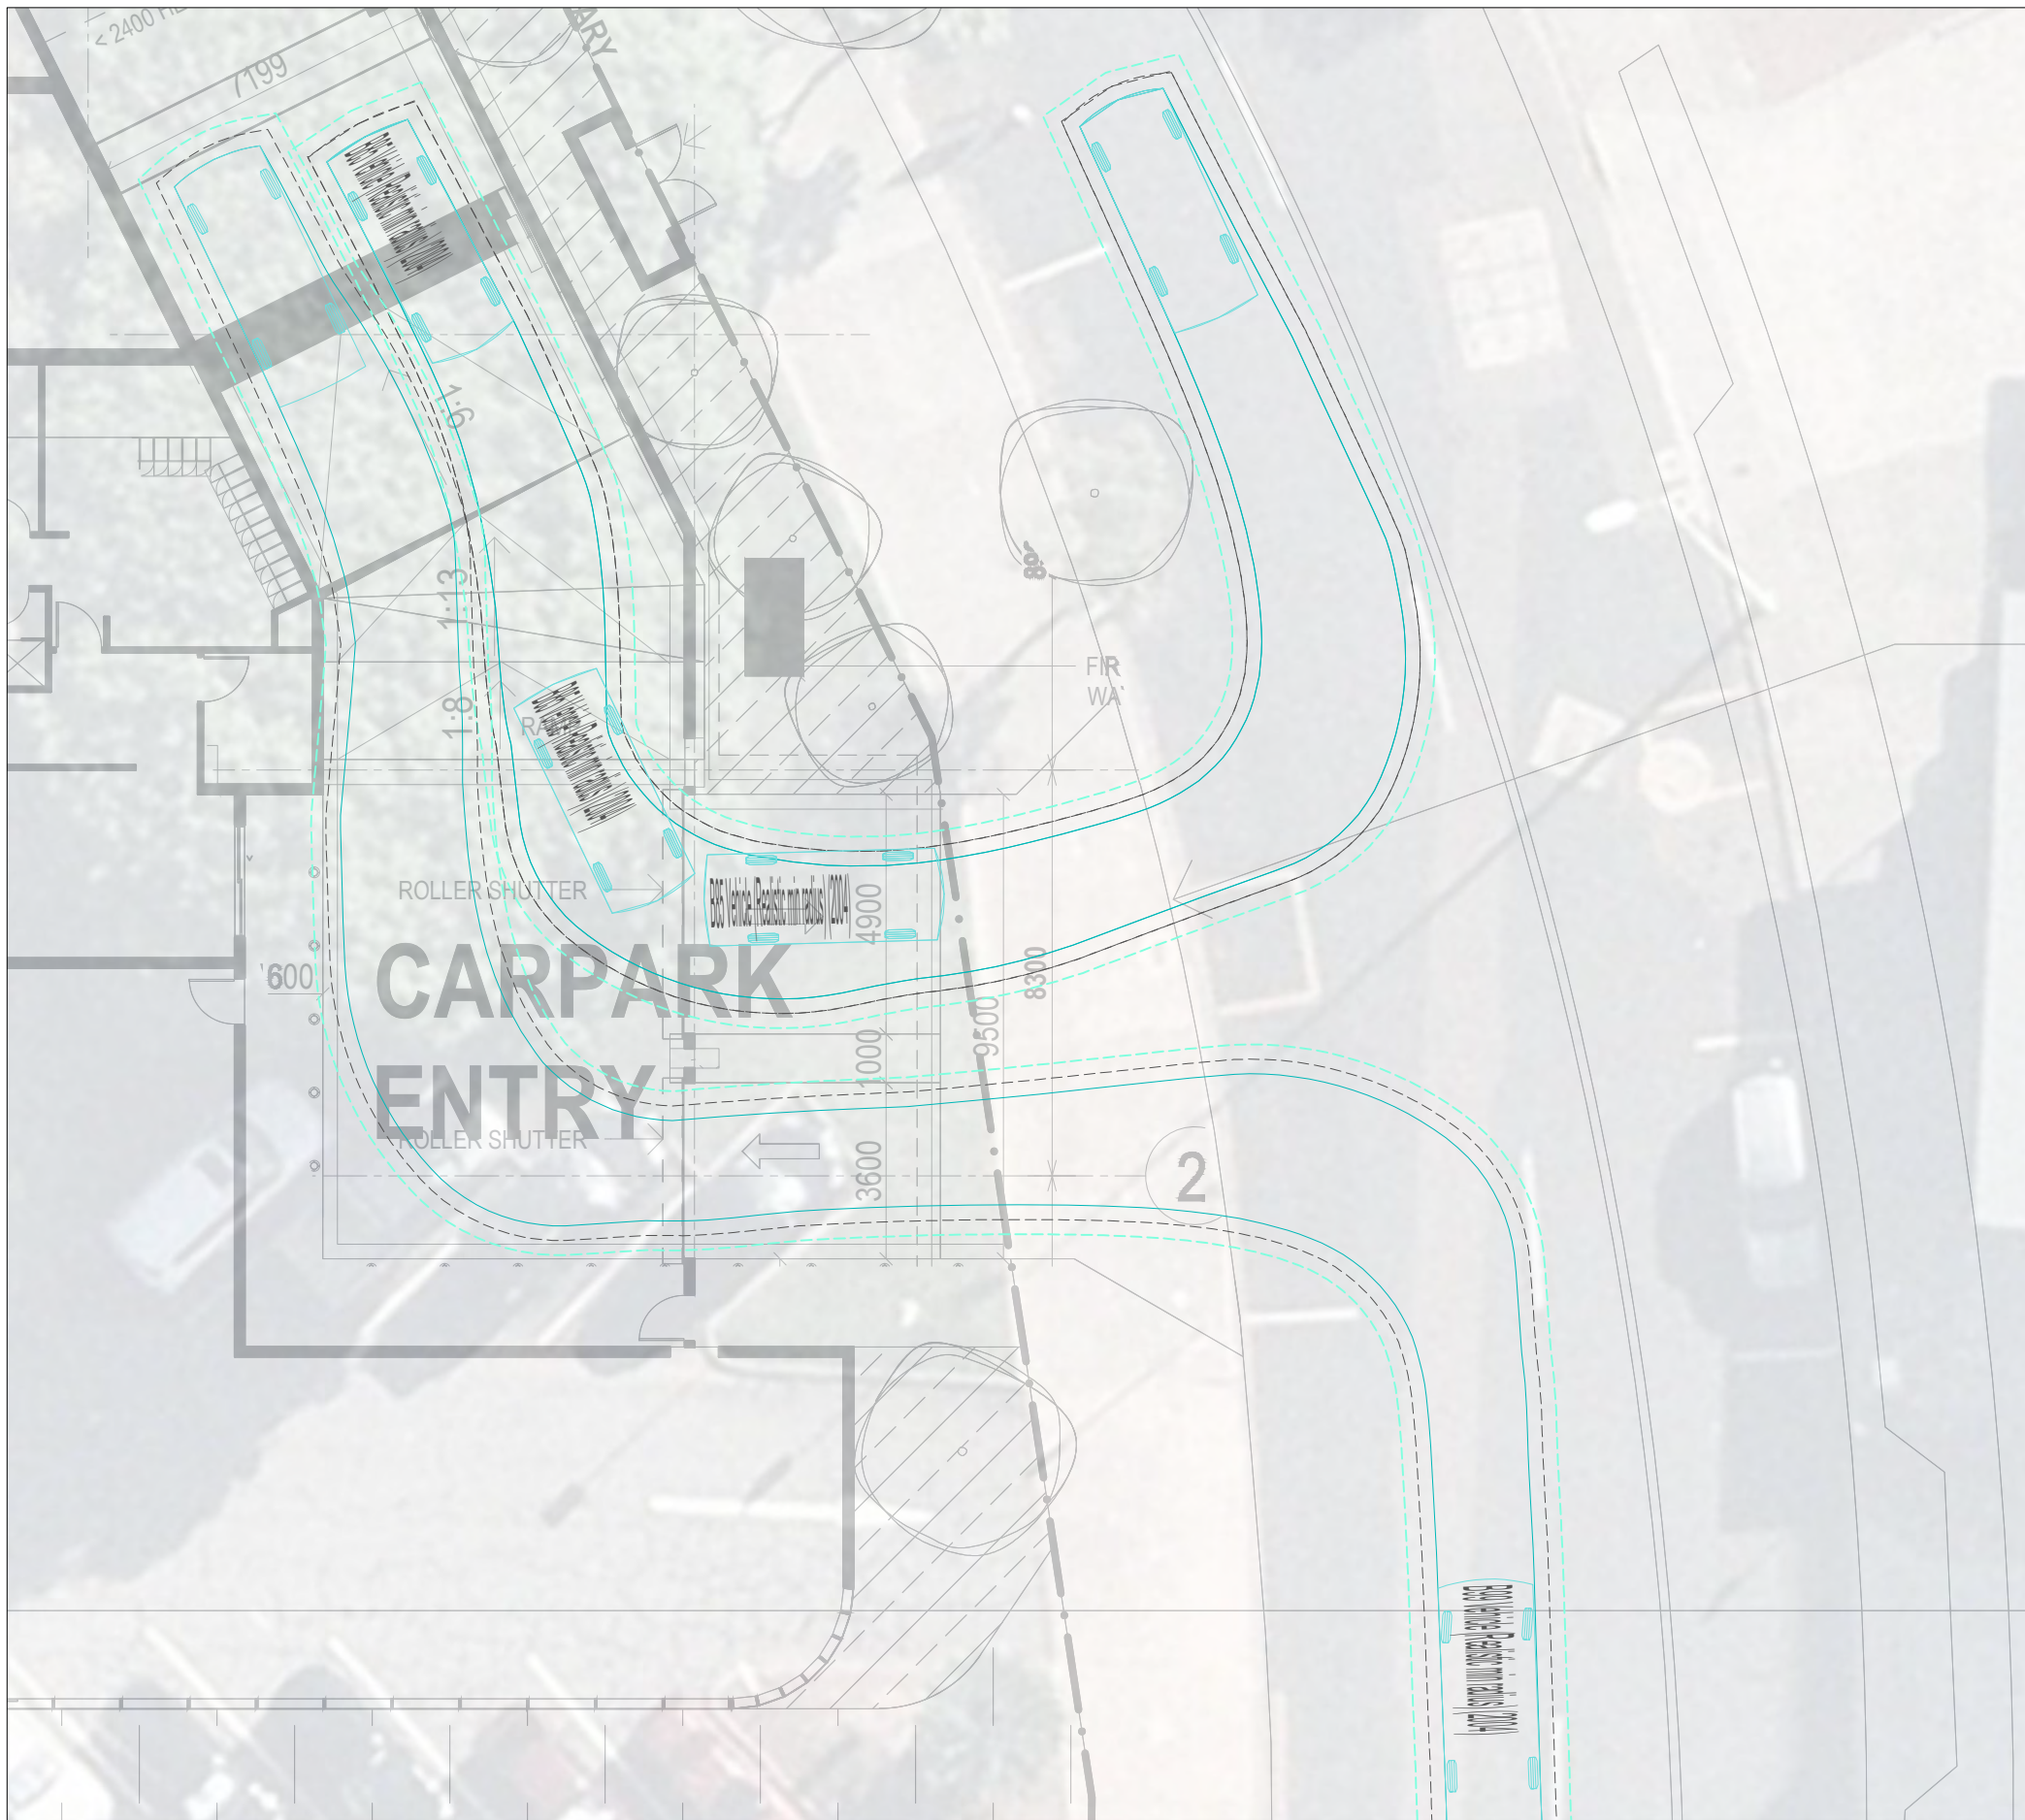 7199
1:9
1:13
1:8
FIR
WA
ROLLER SHUTTER
B85 Vehicle (Realistic min radius) (2004)
4900
CARPARK
ENTRY
600
8300
9500
1000
ROLLER SHUTTER
3600
2
B99 Vehicle (Realistic min radius) (2004)